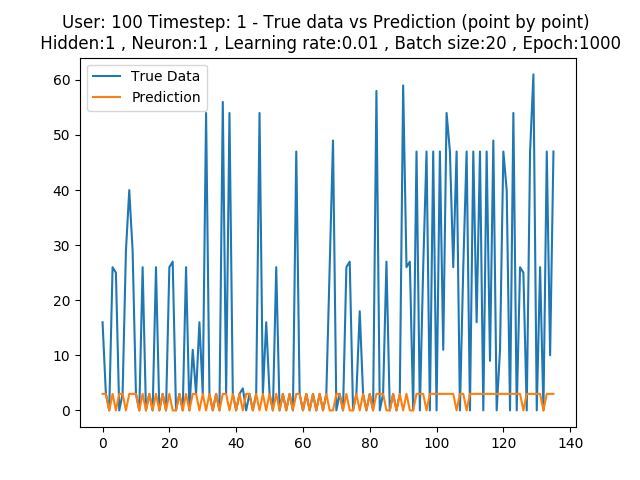 User: 100 Timestep: 1 - True data vs Prediction (point by point)
Hidden:1 , Neuron:1 , Learning rate:0.01 , Batch size:20 , Epoch:1000
True Data
Prediction
60
50
40
30
20
10
0
0 20 40 60 80 100 120 140